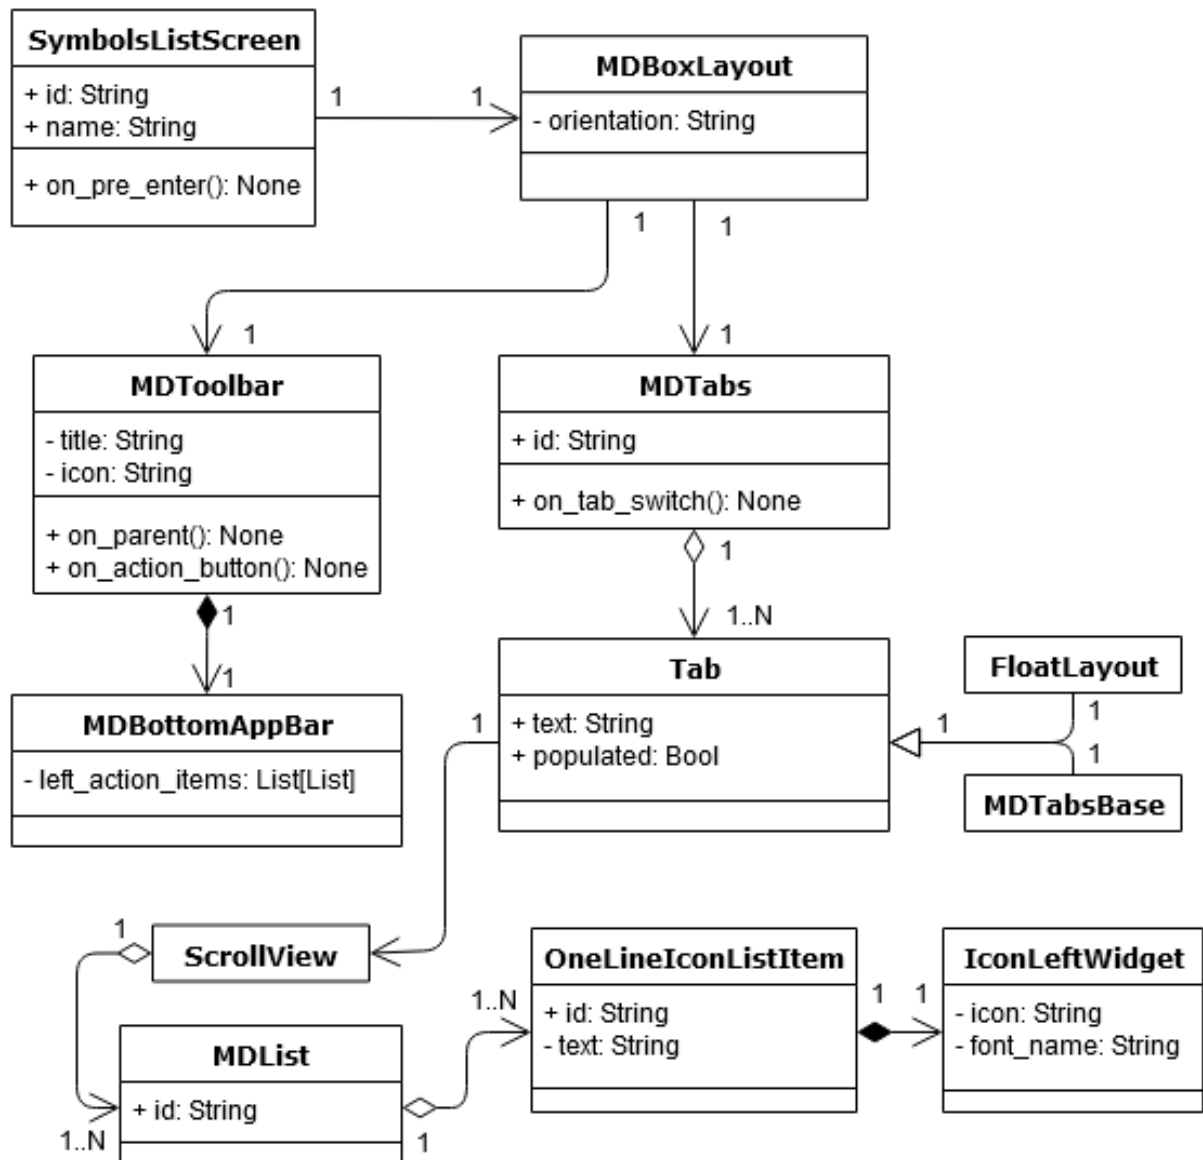 SymbolsListScreen
+ id: String
+ name: String
+ on_pre_enter(): None
1
1
MDBoxLayout
- orientation: String
1
1
1
1
MDToolbar
- title: String
- icon: String
+ on_parent(): None
+ on_action_button(): None
MDTabs
+ id: String
+ on_tab_switch(): None
1
1
1
1..N
MDBottomAppBar
- left_action_items: List[List]
Tab
+ text: String
+ populated: Bool
1
1
1
1
FloatLayout
MDTabsBase
1
ScrollView
1..N
MDList
+ id: String
1
1..N
OneLineIconListItem
+ id: String
- text: String
1
1
IconLeftWidget
- icon: String
- font_name: String